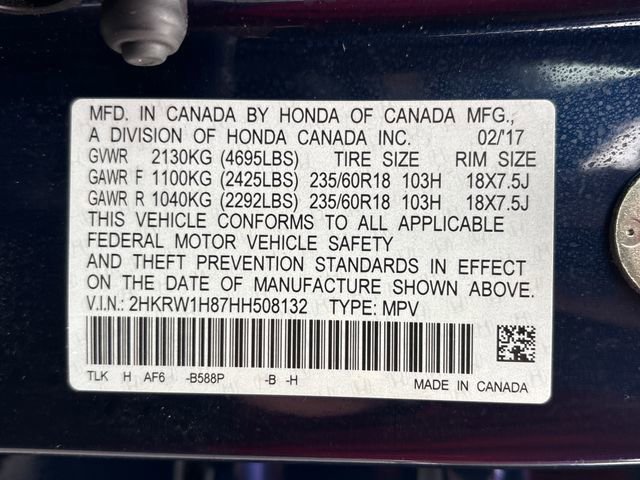 MFD. IN CANADA BY HONDA OF CANADA MFG.,
A DIVISION OF HONDA CANADA INC. 02/'17
GVWR 2130KG (4695LBS) TIRE SIZE RIM SIZE
GAWR F 1100KG (2425LBS) 235/60R18 103H 18X7.5J
GAWR R 1040KG (2292LBS) 235/60R18 103H 18X7.5J
THIS VEHICLE CONFORMS TO ALL APPLICABLE
FEDERAL MOTOR VEHICLE SAFETY
AND THEFT PREVENTION STANDARDS IN EFFECT
ON THE DATE OF MANUFACTURE SHOWN ABOVE.
V.I.N.: 2HKRW1H87HH508132 TYPE: MPV
TLK H AF6 -B588P -B -H MADE IN CANADA